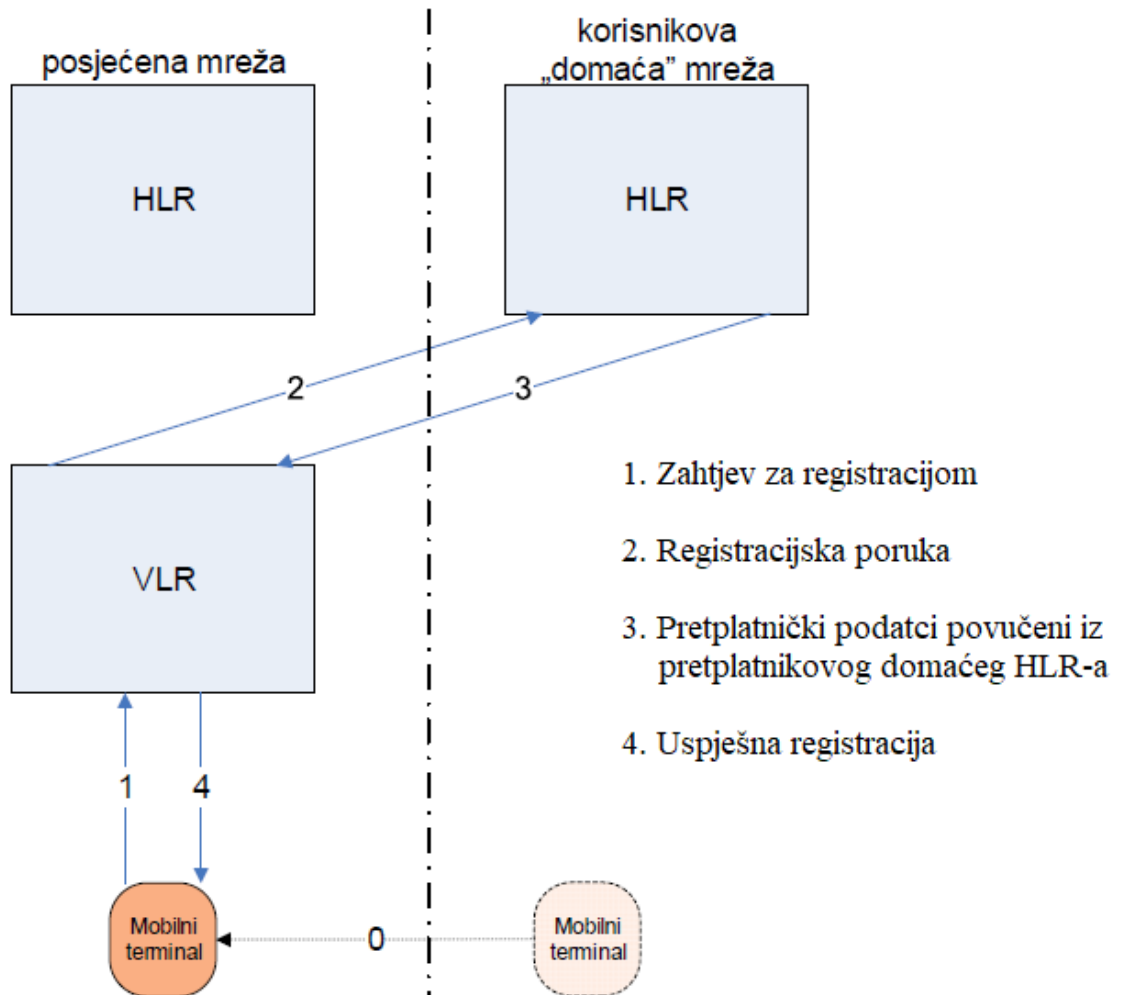 posjećena mreža
korisnikova
„domaća” mreža
HLR
HLR
2
3
VLR
1. Zahtjev za registracijom
2. Registracijska poruka
3. Pretplatnički podatci povučeni iz
pretplatnikovog domaćeg HLR-a
4. Uspješna registracija
1
4
Mobilni
terminal
0
Mobilni
terminal